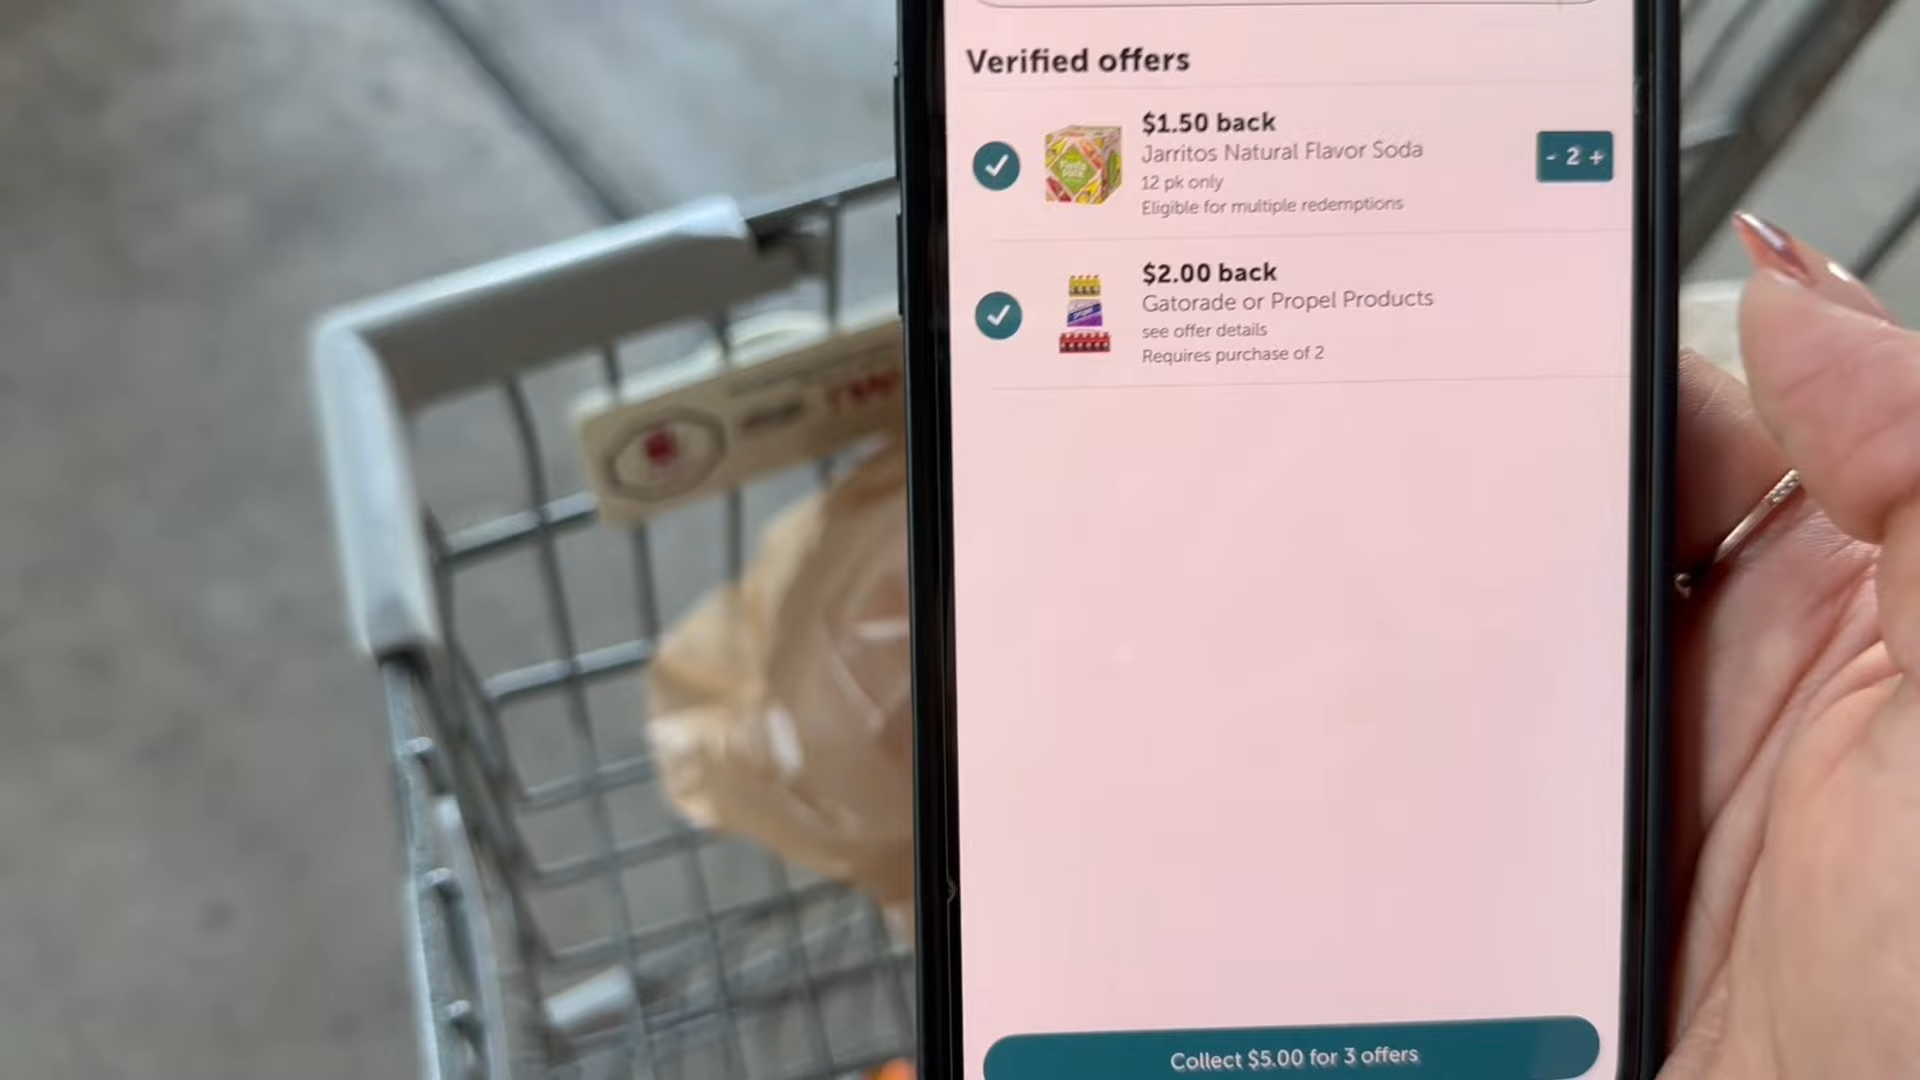 Verified offers
$1.50 back
Jarritos Natural Flavor Soda
12 pk only
Eligible for multiple redemptions
- 2 +
$2.00 back
Gatorade or Propel Products
see offer details
Requires purchase of 2
Collect $5.00 for 3 offers